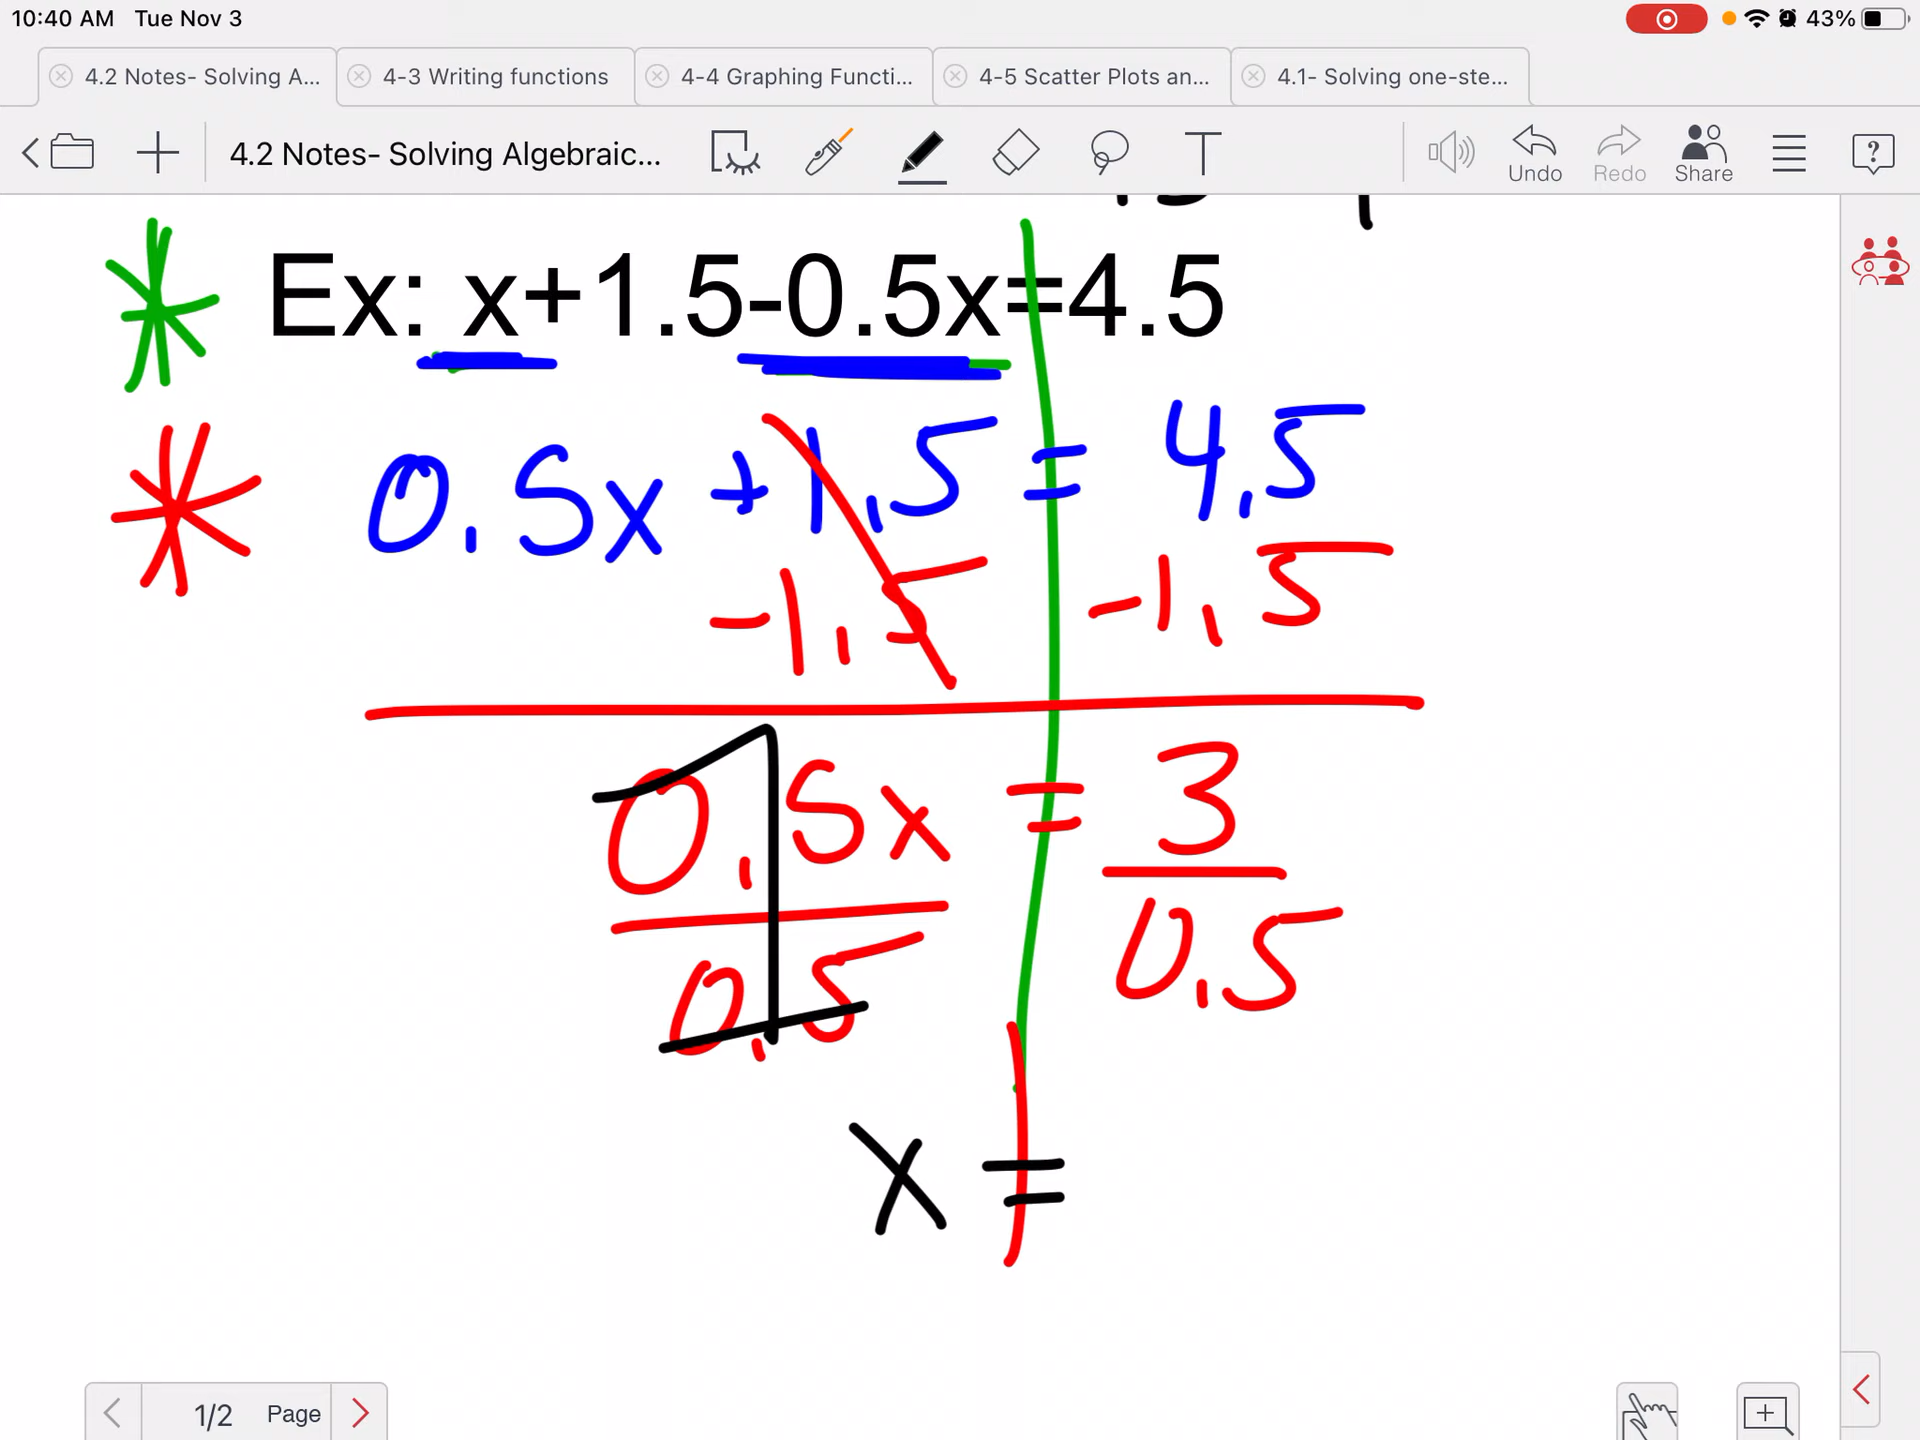 10:40 AM Tue Nov 3 43%
4.2 Notes- Solving A... 4-3 Writing functions 4-4 Graphing Functi... 4-5 Scatter Plots an... 4.1- Solving one-ste...
4.2 Notes- Solving Algebraic... T Undo Redo Share ?
Ex: x+1.5-0.5x=4.5
0.5x +1.5 = 4.5
-1.5 -1.5
0.5x = 3
0.5 0.5
x =
1/2 Page